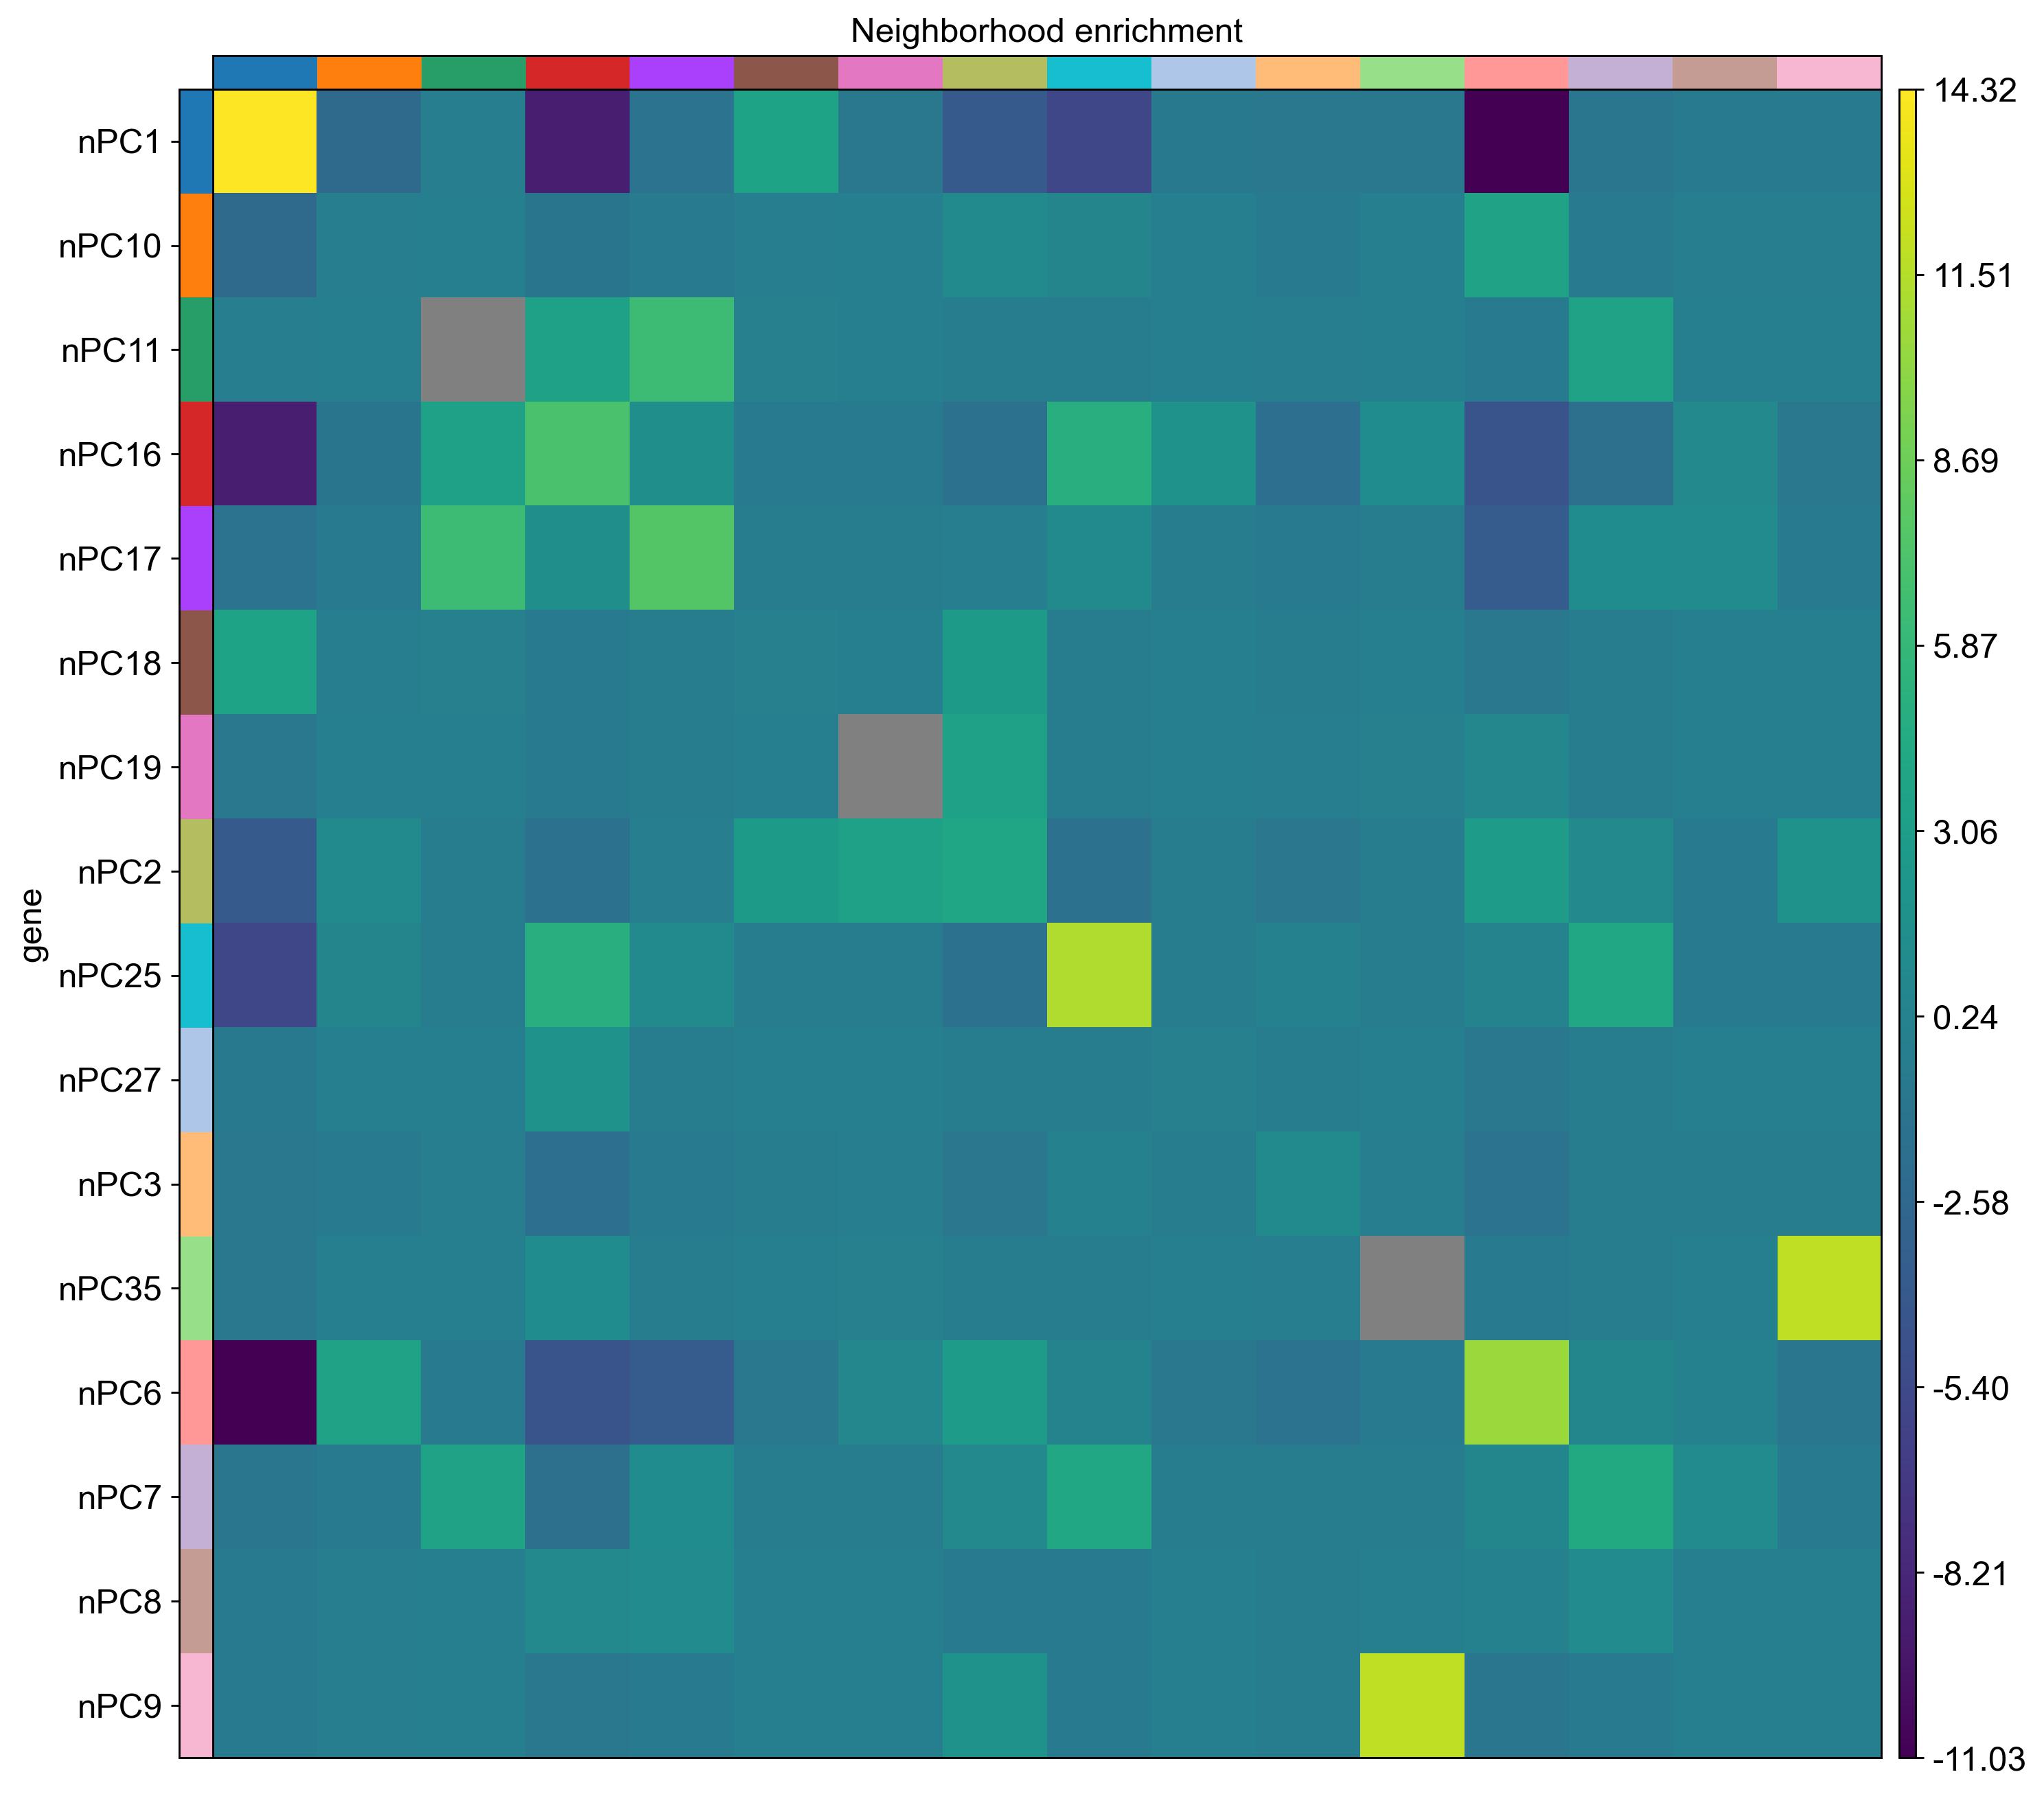 Neighborhood enrichment
nPC1
nPC10
nPC11
nPC16
nPC17
nPC18
nPC19
nPC2
nPC25
nPC27
nPC3
nPC35
nPC6
nPC7
nPC8
nPC9
gene
14.32
11.51
8.69
5.87
3.06
0.24
-2.58
-5.40
-8.21
-11.03